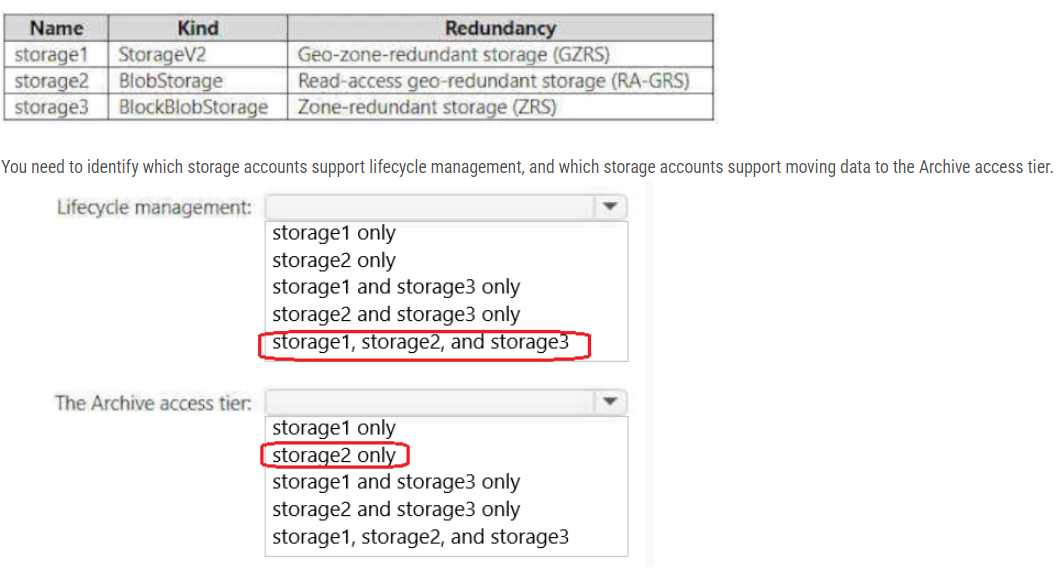 Name Kind Redundancy
storage1 StorageV2 Geo-zone-redundant storage (GZRS)
storage2 BlobStorage Read-access geo-redundant storage (RA-GRS)
storage3 BlockBlobStorage Zone-redundant storage (ZRS)
You need to identify which storage accounts support lifecycle management, and which storage accounts support moving data to the Archive access tier.
Lifecycle management:
storage1 only
storage2 only
storage1 and storage3 only
storage2 and storage3 only
storage1, storage2, and storage3
The Archive access tier:
storage1 only
storage2 only
storage1 and storage3 only
storage2 and storage3 only
storage1, storage2, and storage3